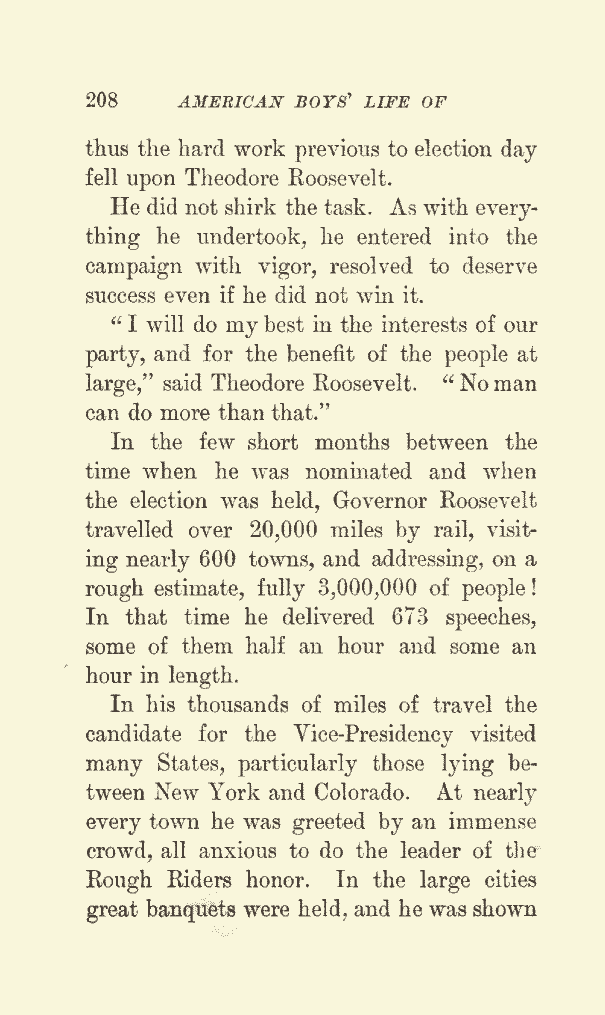 208 AMERICAN BOYS' LIFE OF
thus the hard work previous to election day
fell upon Theodore Roosevelt.
He did not shirk the task. As with every-
thing he undertook, he entered into the
campaign with vigor, resolved to deserve
success even if he did not win it.
“ I will do my best in the interests of our
party, and for the benefit of the people at
large,” said Theodore Roosevelt. “ No man
can do more than that.”
In the few short months between the
time when he was nominated and when
the election was held, Governor Roosevelt
travelled over 20,000 miles by rail, visit-
ing nearly 600 towns, and addressing, on a
rough estimate, fully 3,000,000 of people!
In that time he delivered 673 speeches,
some of them half an hour and some an
hour in length.
In his thousands of miles of travel the
candidate for the Vice-Presidency visited
many States, particularly those lying be-
tween New York and Colorado. At nearly
every town he was greeted by an immense
crowd, all anxious to do the leader of the
Rough Riders honor. In the large cities
great banquets were held, and he was shown